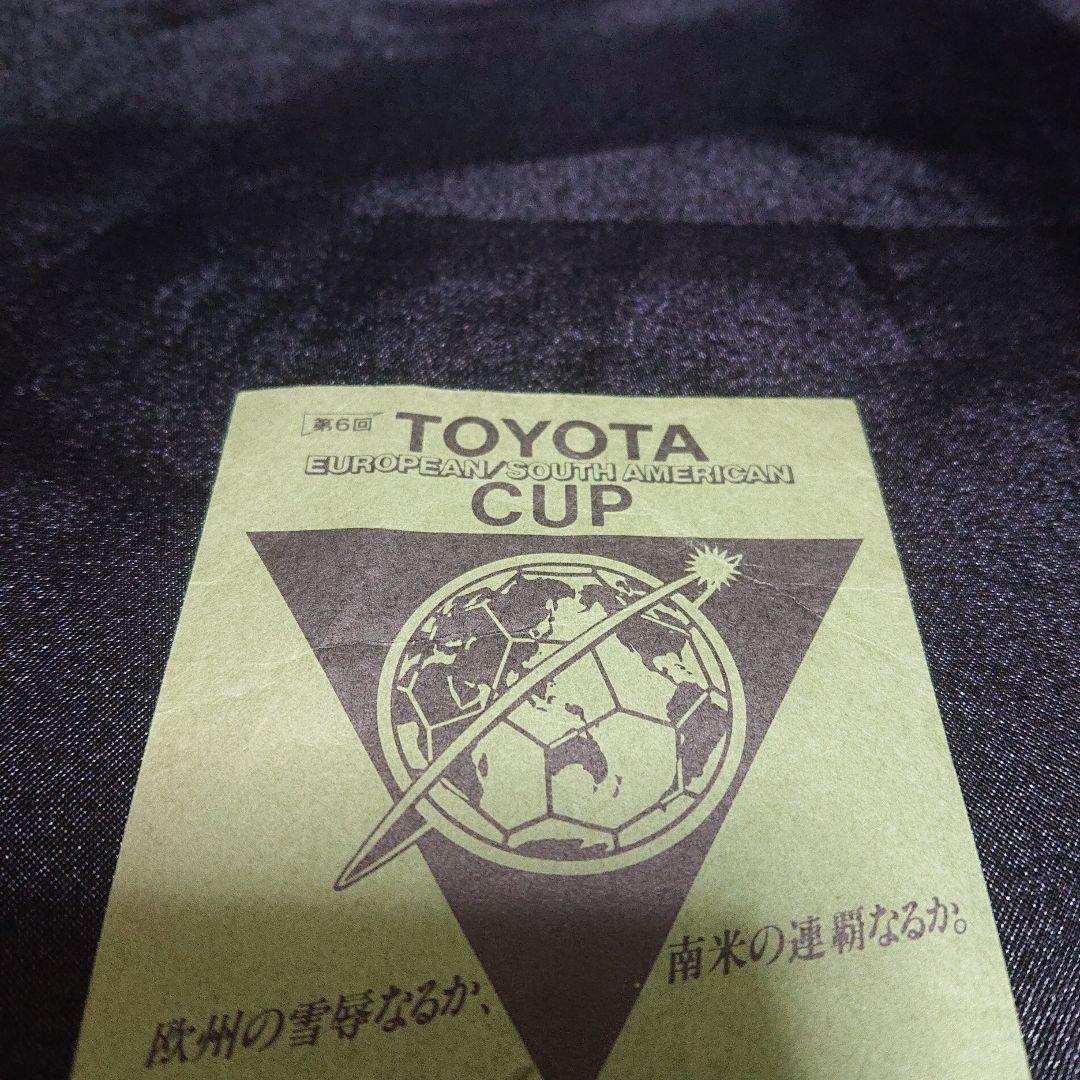 第6回 TOYOTA
EUROPEAN/SOUTH AMERICAN
CUP
南米の連覇なるか。
欧州の雪辱なるか、